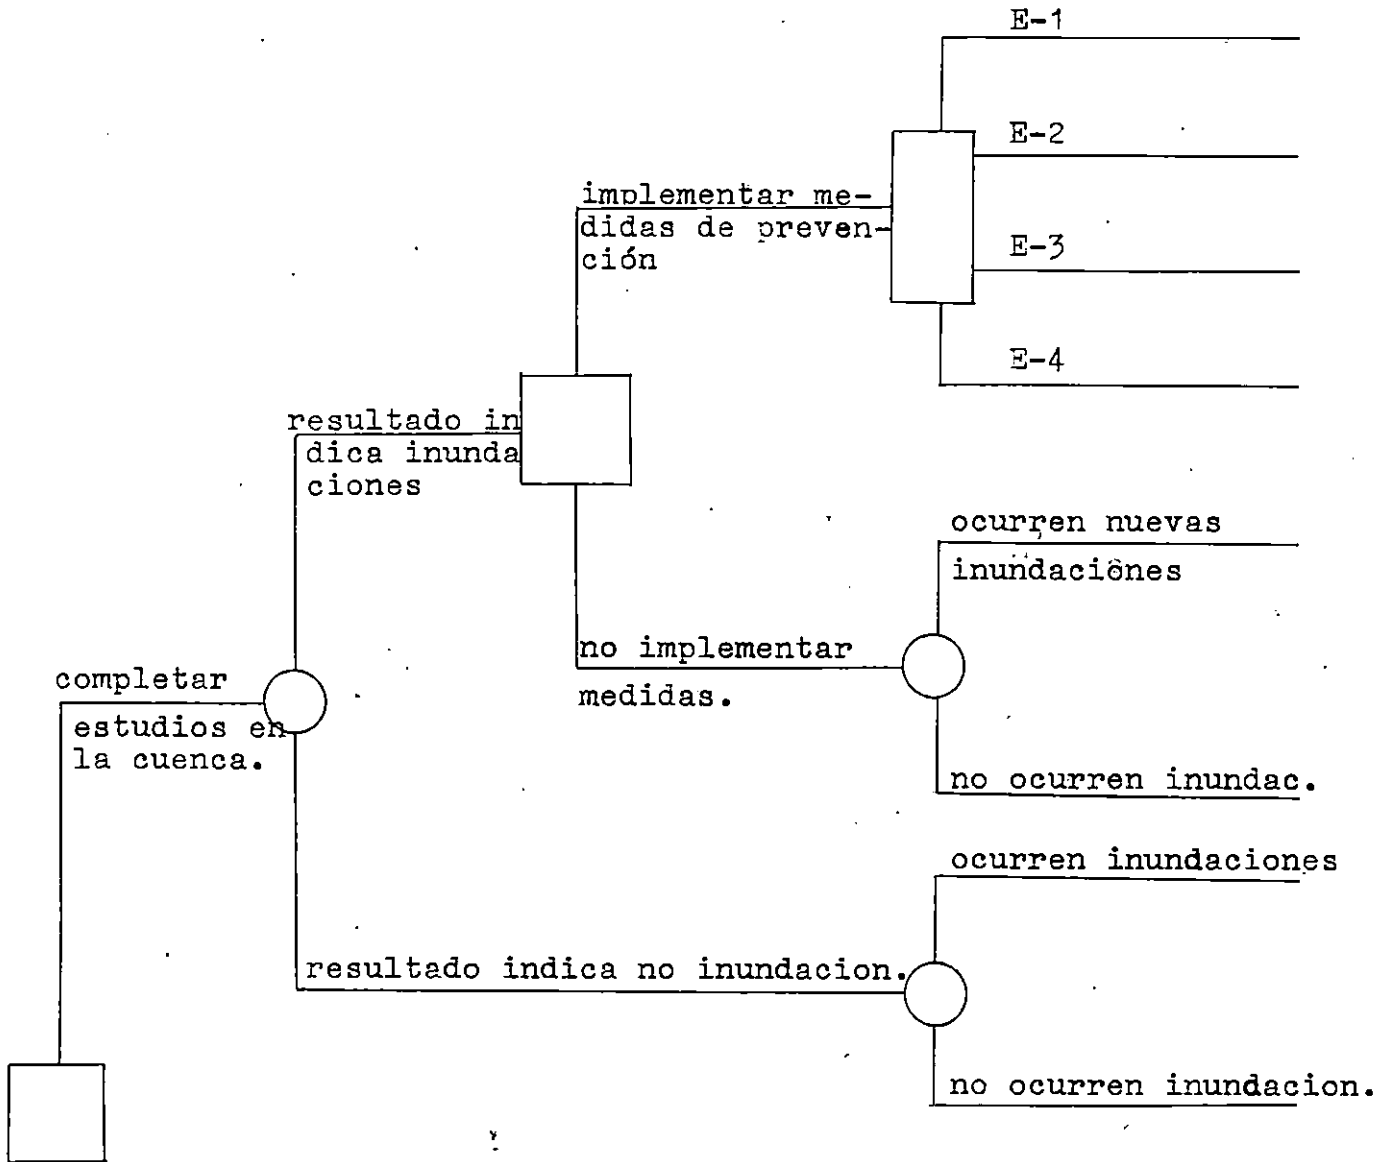 E-1
E-2
implementar me-
didas de preven-
ción
E-3
E-4
resultado in
dica inunda
ciones
ocurren nuevas
inundaciones
no implementar
medidas.
completar
estudios en
la cuenca.
no ocurren inundac.
ocurren inundaciones
resultado indica no inundacion.
no ocurren inundacion.